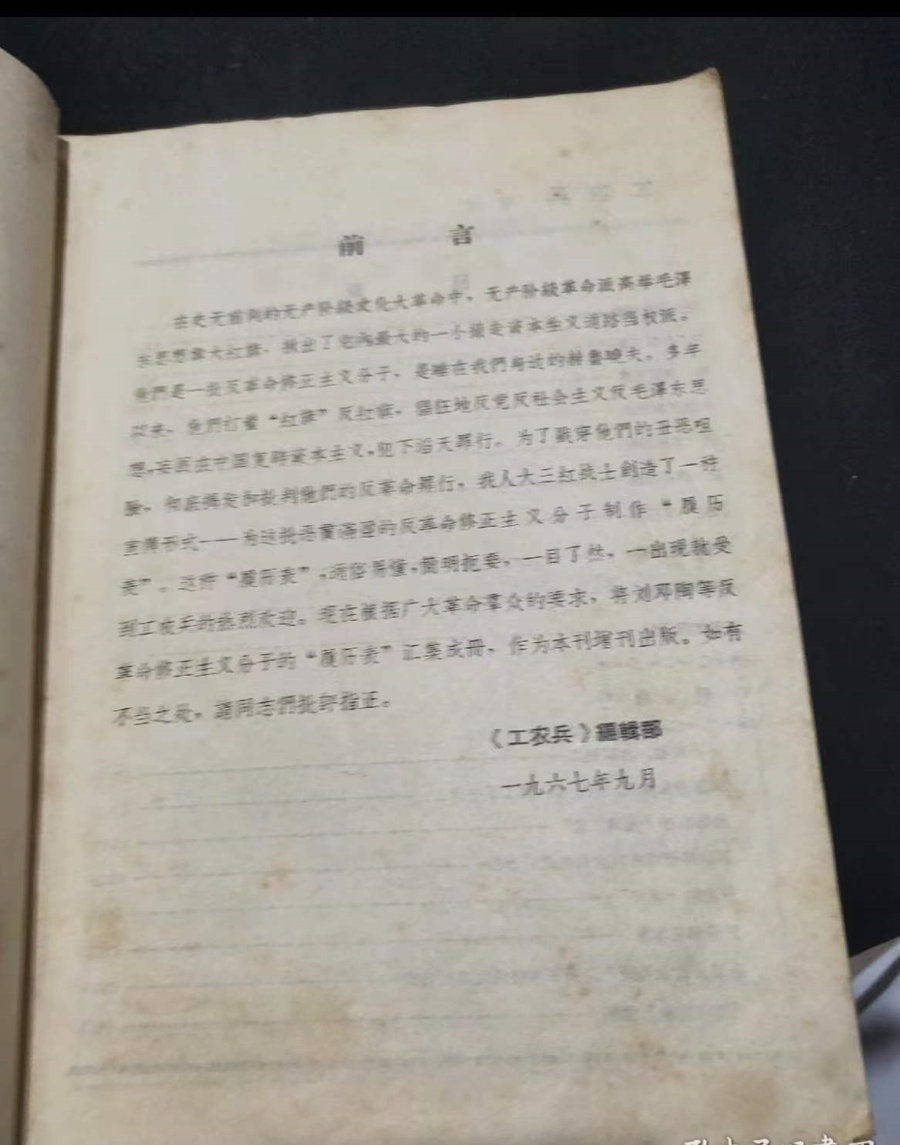 前言
在史无前例的无产阶级文化大革命中，无产阶级革命派高举毛澤
东思想伟大红旗，揪出了党內最大的一小撮走资本主义道路当权派。
他們是一批反革命修正主义分子，是睡在我們身边的赫魯曉夫。多年
以来，他們打着“红旗”反红旗，猖狂地反党反社会主义反毛澤东思
想，妄图在中国复辟资本主义，犯下滔天罪行。为了戳穿他們的丑恶咀
脸，彻底揭发和批判他們的反革命罪行，我人大三红战士創造了一种
宣傳形式——为这批恶貫滿盈的反革命修正主义分子制作“履历
表”。这种“履历表”，通俗易懂，簡明扼要，一目了然，一出現就受
到工农兵的热烈欢迎。現在根据广大革命羣众的要求，将刘邓陶等反
革命修正主义分子的“履历表”汇集成册，作为本刊增刊出版。如有
不当之处，請同志們批評指正。
《工农兵》編輯部
一九六七年九月